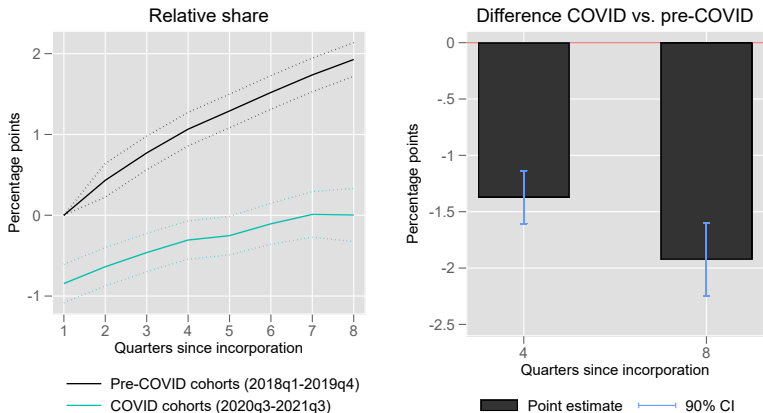 Relative share
Percentage points
2
1
0
-1
1 2 3 4 5 6 7 8
Quarters since incorporation
Pre-COVID cohorts (2018q1-2019q4)
COVID cohorts (2020q3-2021q3)
Difference COVID vs. pre-COVID
Percentage points
0
-.5
-1
-1.5
-2
-2.5
4 8
Quarters since incorporation
Point estimate 90% CI